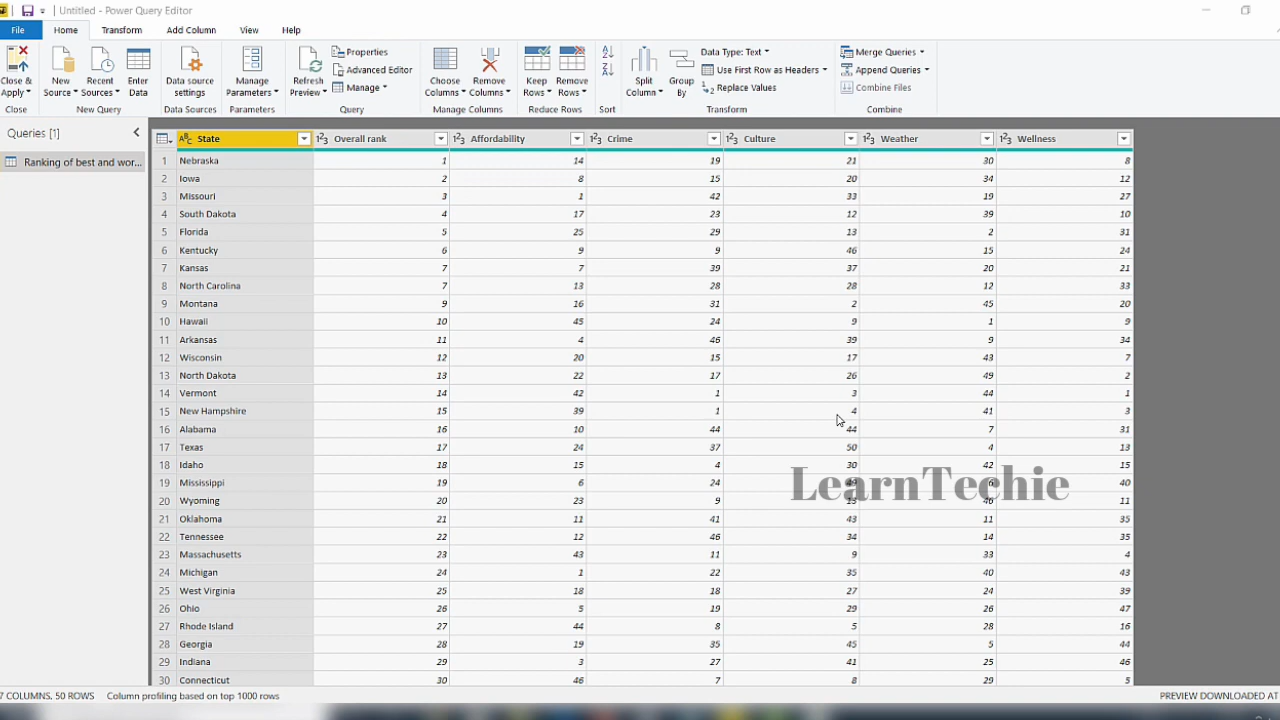 Untitled - Power Query Editor
File Home Transform Add Column View Help
Close & Apply New Source Recent Sources Enter Data Data source settings Manage Parameters Refresh Preview Properties Advanced Editor Manage Choose Columns Remove Columns Keep Rows Remove Rows Split Column Group By Data Type: Text Use First Row as Headers Replace Values Merge Queries Append Queries Combine Files
Close New Query Data Sources Parameters Query Manage Columns Reduce Rows Sort Transform Combine
Queries [1]
Ranking of best and wor...
State Overall rank Affordability Crime Culture Weather Wellness
1 Nebraska 1 14 19 21 30 8
2 Iowa 2 8 15 20 34 12
3 Missouri 3 1 42 33 19 27
4 South Dakota 4 17 23 12 39 10
5 Florida 5 25 29 13 2 31
6 Kentucky 6 9 9 46 15 24
7 Kansas 7 7 39 37 20 21
8 North Carolina 7 13 28 28 12 33
9 Montana 9 16 31 2 45 20
10 Hawaii 10 45 24 9 1 9
11 Arkansas 11 4 46 39 9 34
12 Wisconsin 12 20 15 17 43 7
13 North Dakota 13 22 17 26 49 2
14 Vermont 14 42 1 3 44 1
15 New Hampshire 15 39 1 4 41 3
16 Alabama 16 10 44 44 7 31
17 Texas 17 24 37 50 4 13
18 Idaho 18 15 4 30 42 15
19 Mississippi 19 6 24 6 40
LearnTechie
20 Wyoming 20 23 9 13 46 11
21 Oklahoma 21 11 41 43 11 35
22 Tennessee 22 12 46 34 14 35
23 Massachusetts 23 43 11 9 33 4
24 Michigan 24 1 22 35 40 43
25 West Virginia 25 18 18 27 24 39
26 Ohio 26 5 19 29 26 47
27 Rhode Island 27 44 8 5 28 16
28 Georgia 28 19 35 45 5 44
29 Indiana 29 3 27 41 25 46
30 Connecticut 30 46 7 8 29 5
7 COLUMNS, 50 ROWS Column profiling based on top 1000 rows PREVIEW DOWNLOADED AT